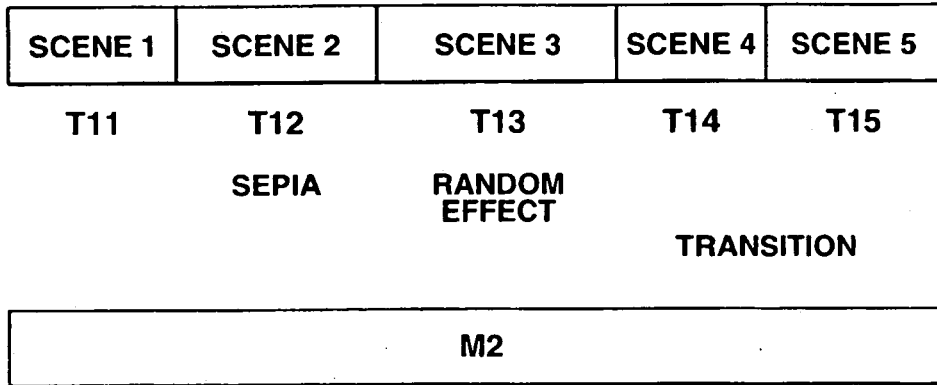 SCENE 1 SCENE 2 SCENE 3 SCENE 4 SCENE 5
T11 T12 T13 T14 T15
SEPIA RANDOM
EFFECT
TRANSITION
M2